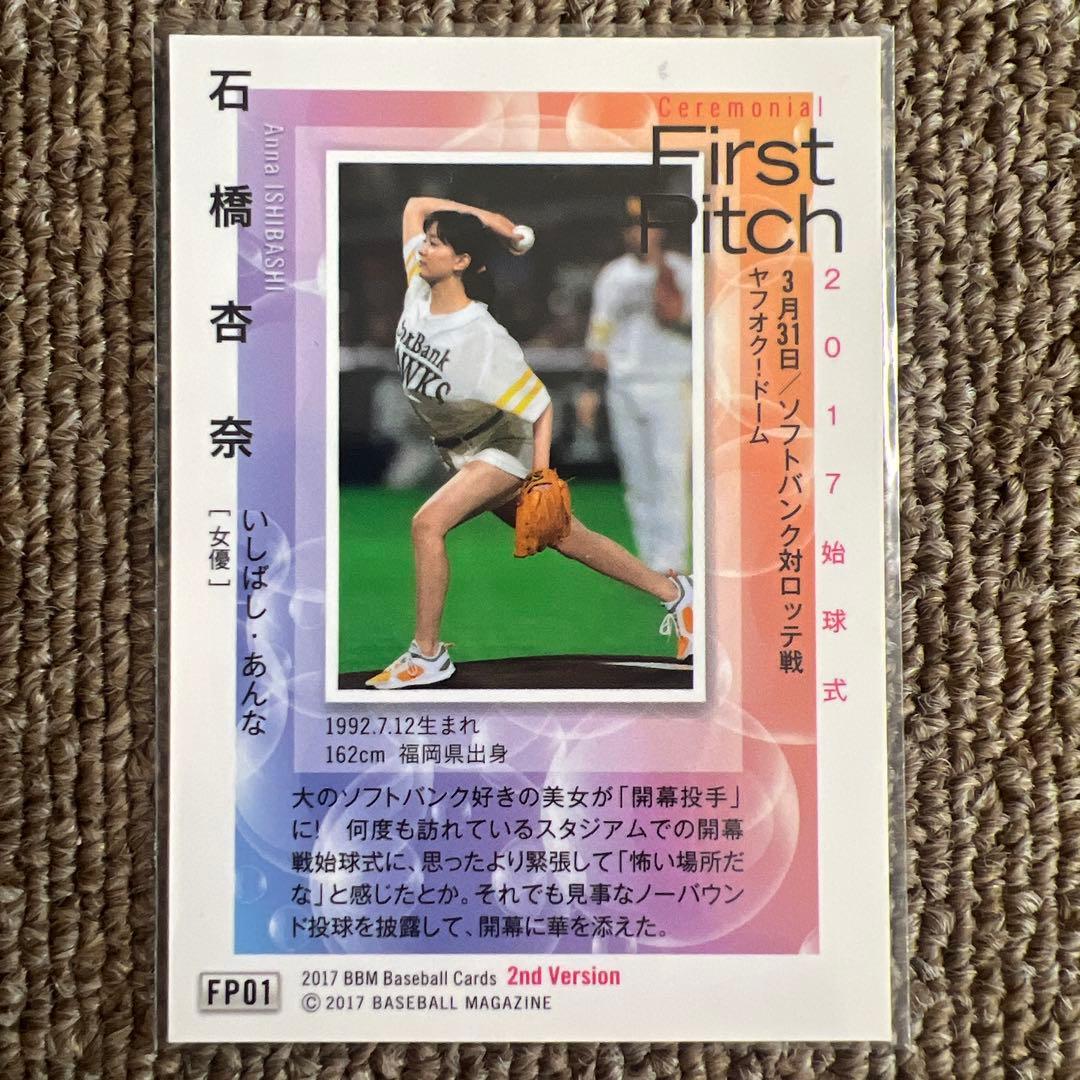 石橋杏奈
Anna ISHIBASHI
[女優]
いしばし・あんな
Ceremonial
First
Pitch
2017始球式
3月31日/ソフトバンク対ロッテ戦
ヤフオク!ドーム
1992.7.12生まれ
162cm 福岡県出身
大のソフトバンク好きの美女が「開幕投手」
に! 何度も訪れているスタジアムでの開幕
戦始球式に、思ったより緊張して「怖い場所だ
な」と感じたとか。それでも見事なノーバウン
ド投球を披露して、開幕に華を添えた。
FP01
2017 BBM Baseball Cards 2nd Version
© 2017 BASEBALL MAGAZINE